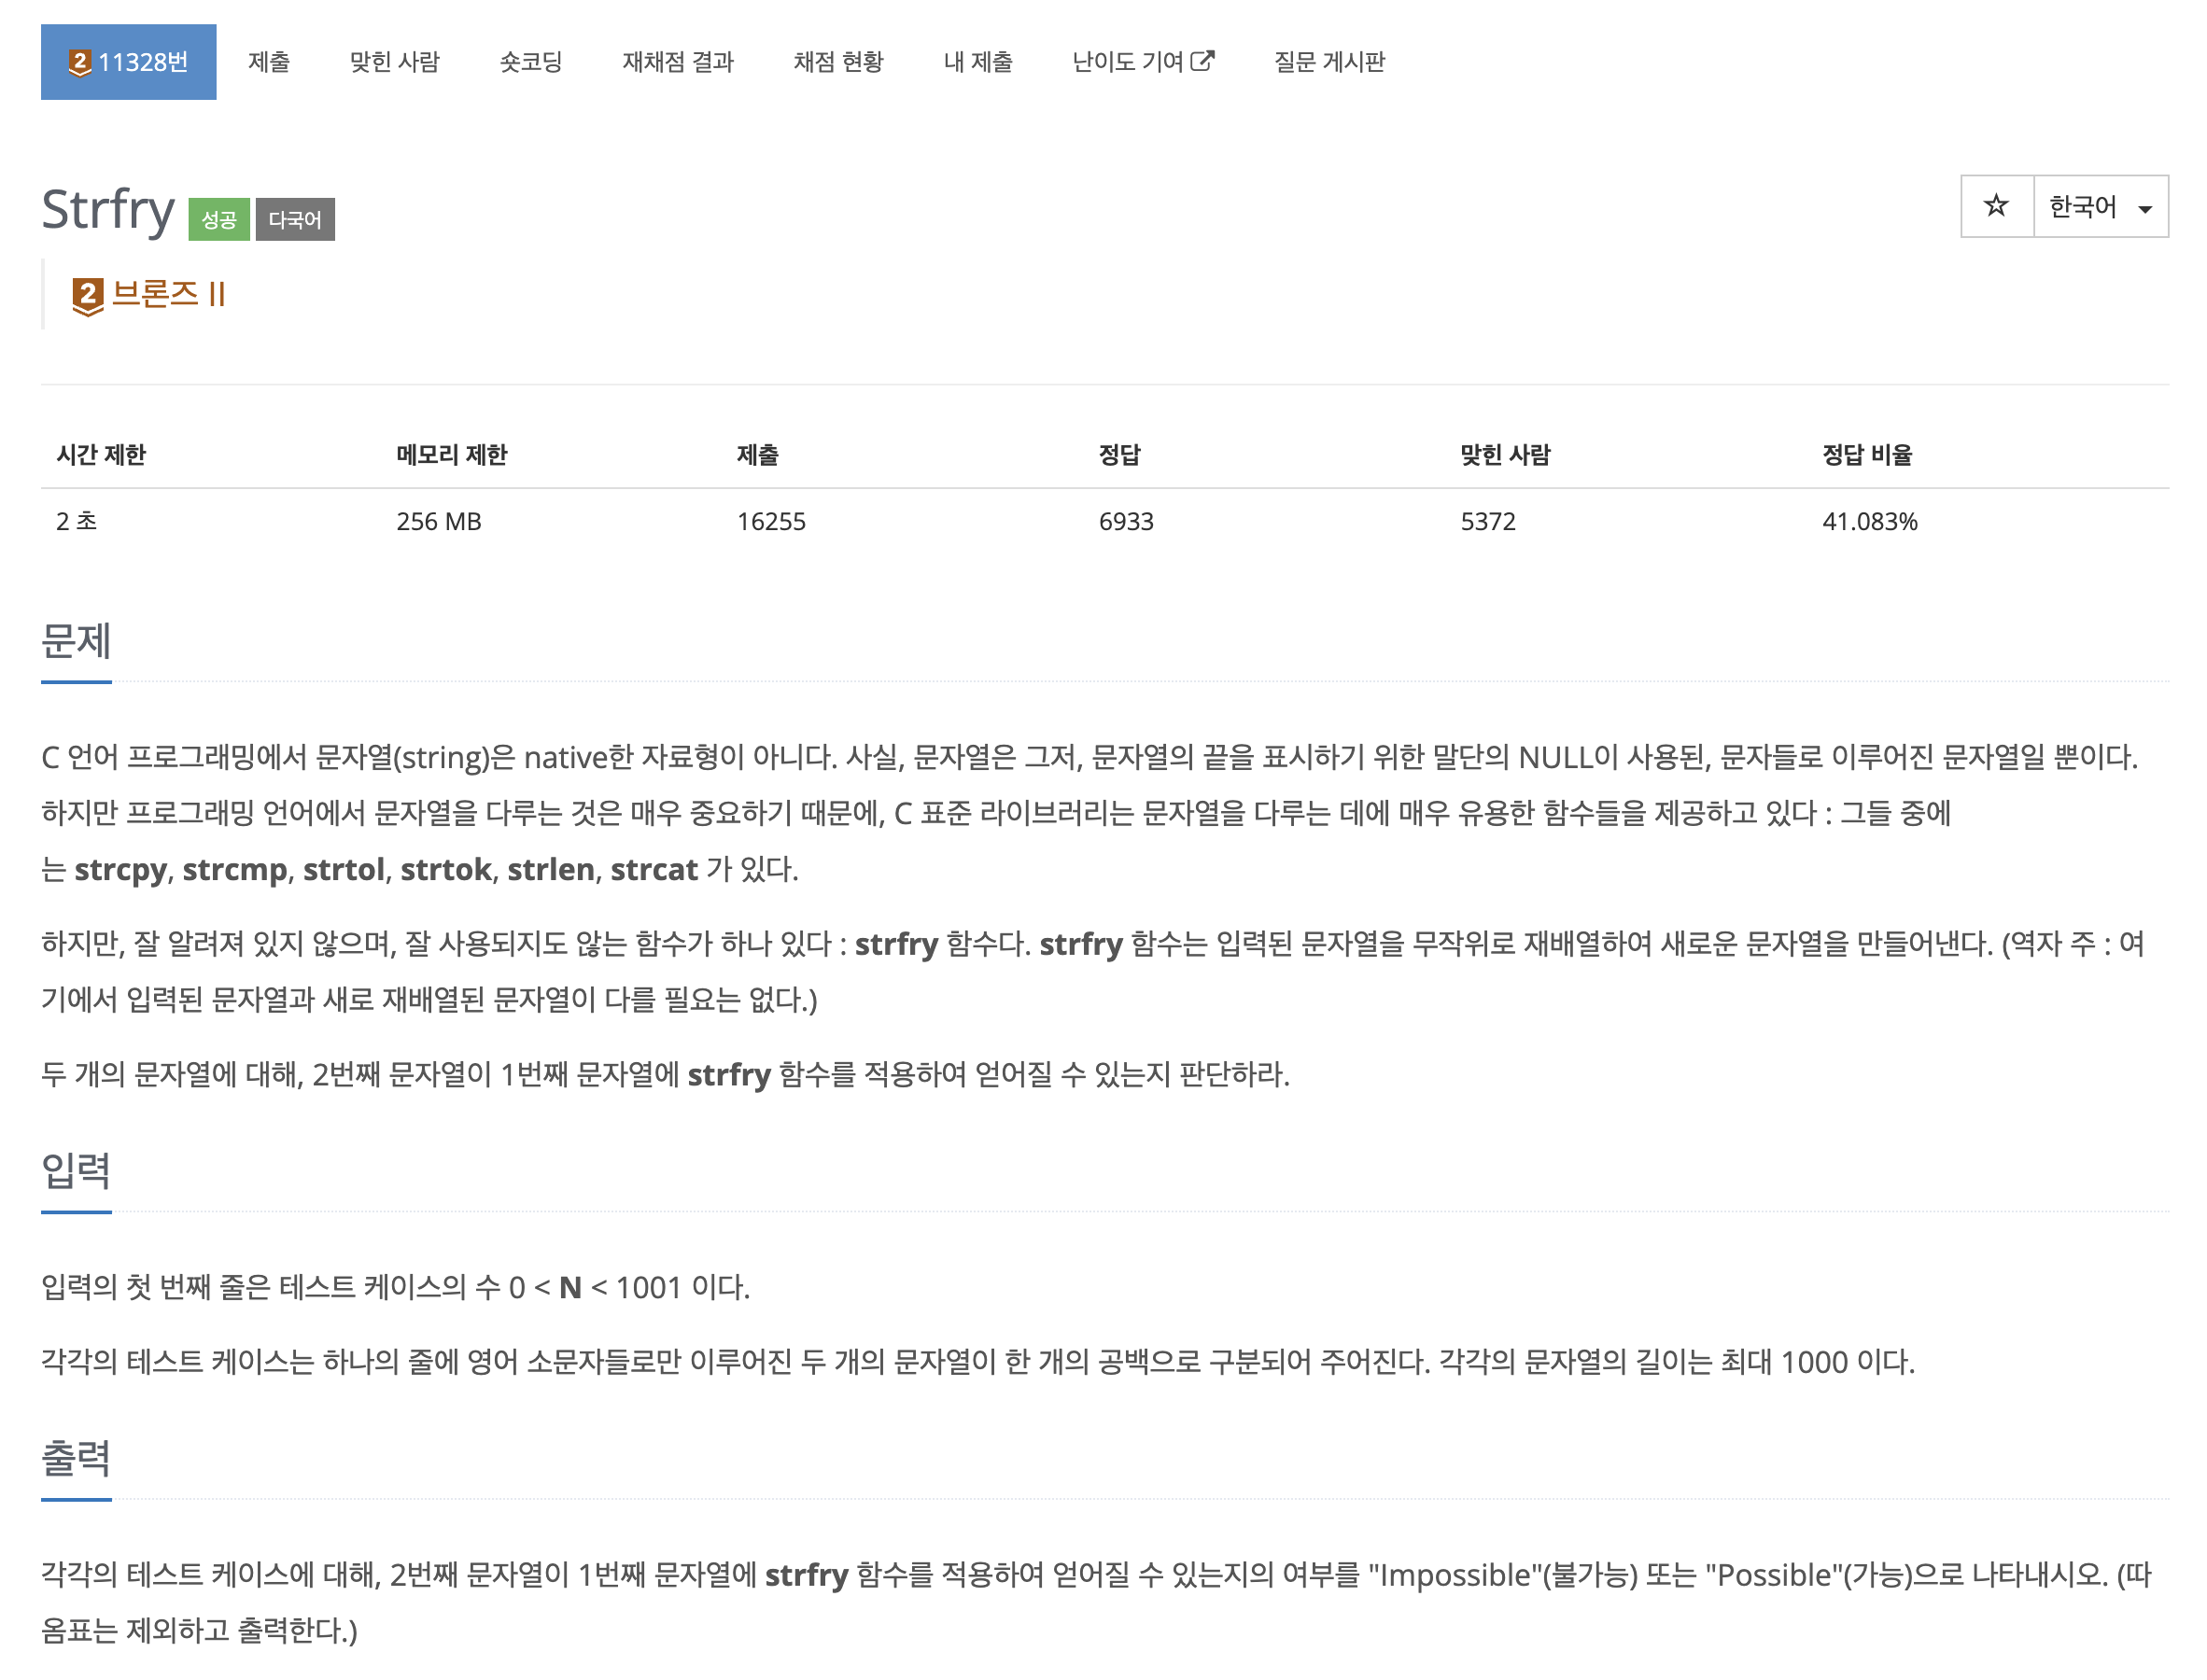 2 11328번 제출 맞힌 사람 숏코딩 재채점 결과 채점 현황 내 제출 난이도 기여 질문 게시판
Strfry 성공 다국어 ☆ 한국어
2 브론즈 II
시간 제한 메모리 제한 제출 정답 맞힌 사람 정답 비율
2 초 256 MB 16255 6933 5372 41.083%
문제
C 언어 프로그래밍에서 문자열(string)은 native한 자료형이 아니다. 사실, 문자열은 그저, 문자열의 끝을 표시하기 위한 말단의 NULL이 사용된, 문자들로 이루어진 문자열일 뿐이다.
하지만 프로그래밍 언어에서 문자열을 다루는 것은 매우 중요하기 때문에, C 표준 라이브러리는 문자열을 다루는 데에 매우 유용한 함수들을 제공하고 있다 : 그들 중에
는 strcpy, strcmp, strtol, strtok, strlen, strcat 가 있다.
하지만, 잘 알려져 있지 않으며, 잘 사용되지도 않는 함수가 하나 있다 : strfry 함수다. strfry 함수는 입력된 문자열을 무작위로 재배열하여 새로운 문자열을 만들어낸다. (역자 주 : 여
기에서 입력된 문자열과 새로 재배열된 문자열이 다를 필요는 없다.)
두 개의 문자열에 대해, 2번째 문자열이 1번째 문자열에 strfry 함수를 적용하여 얻어질 수 있는지 판단하라.
입력
입력의 첫 번째 줄은 테스트 케이스의 수 0 < N < 1001 이다.
각각의 테스트 케이스는 하나의 줄에 영어 소문자들로만 이루어진 두 개의 문자열이 한 개의 공백으로 구분되어 주어진다. 각각의 문자열의 길이는 최대 1000 이다.
출력
각각의 테스트 케이스에 대해, 2번째 문자열이 1번째 문자열에 strfry 함수를 적용하여 얻어질 수 있는지의 여부를 "Impossible"(불가능) 또는 "Possible"(가능)으로 나타내시오. (따
옴표는 제외하고 출력한다.)